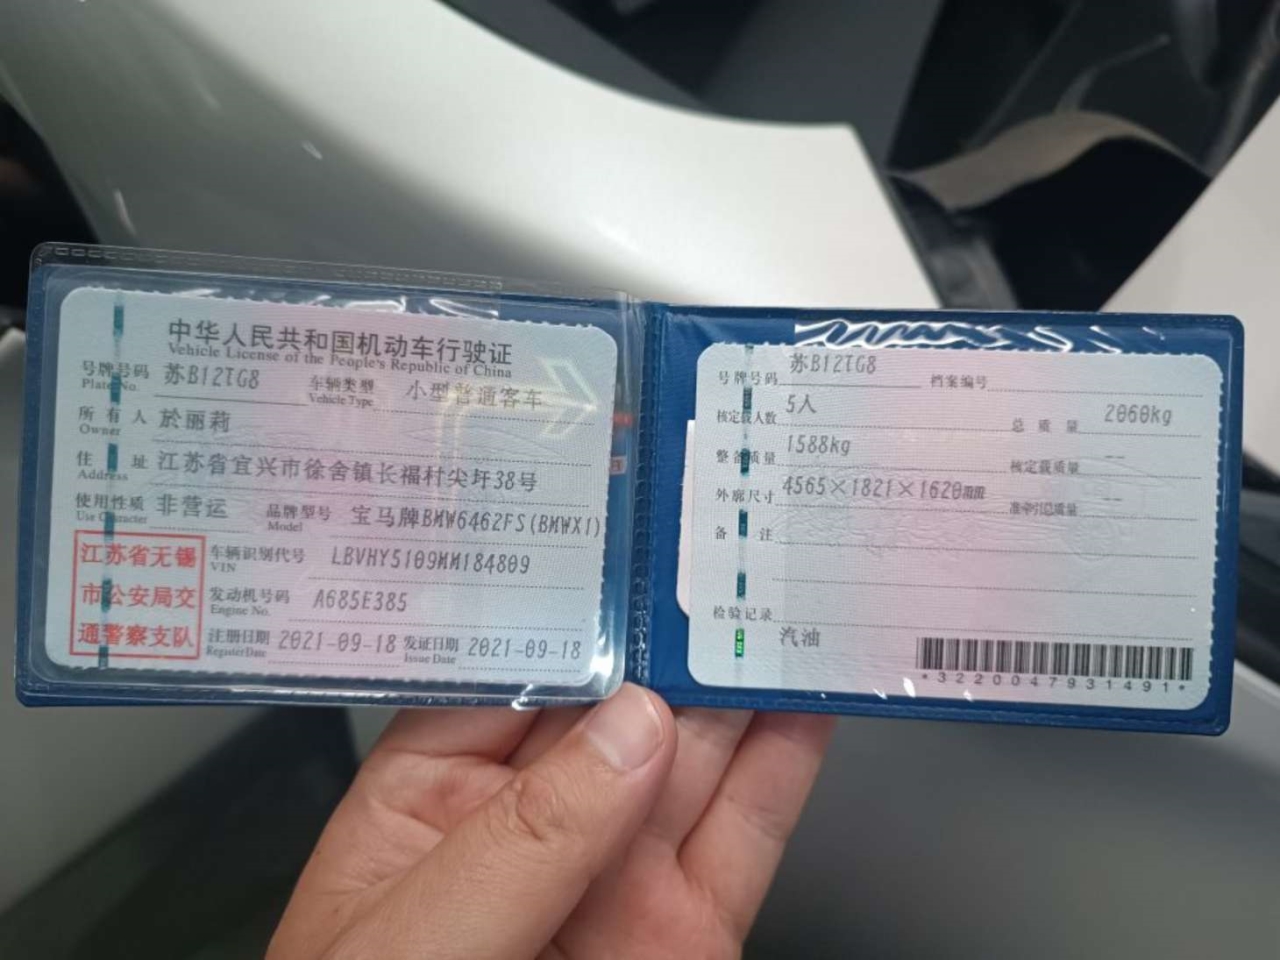 中华人民共和国机动车行驶证
Vehicle License of the People's Republic of China
号牌号码 苏B12TG8 车辆类型 小型普通客车
Plate No. Vehicle Type
所有人 於丽莉
Owner
住址 江苏省宜兴市徐舍镇长福村尖圩38号
Address
使用性质 非营运 品牌型号 宝马牌BMW6462FS(BMWX1)
Use Character Model
江苏省无锡
市公安局交
通警察支队
车辆识别代号 LBVHY5109MM184809
VIN
发动机号码 A685E385
Engine No.
注册日期 2021-09-18 发证日期 2021-09-18
Register Date Issue Date
号牌号码 苏B12TG8 档案编号
核定载人数 5人 总质量 2060kg
整备质量 1588kg 核定载质量 --
外廓尺寸 4565×1821×1620mm 准牵引总质量 --
备注
检验记录
汽油
*3220047931491*